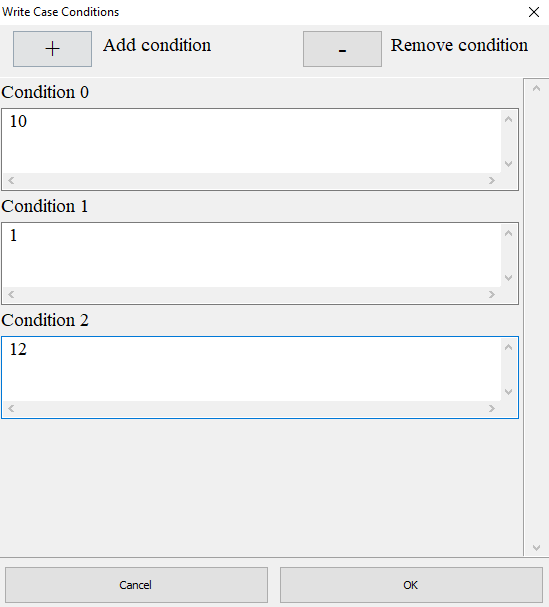 Write Case Conditions
+ Add condition - Remove condition
Condition 0
10
Condition 1
1
Condition 2
12
Cancel OK